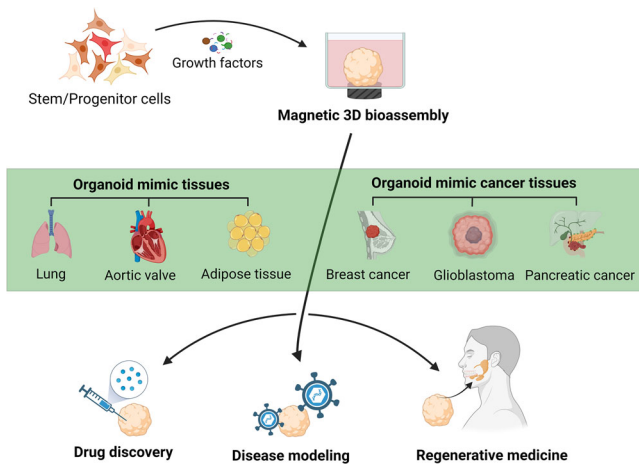 Growth factors
Stem/Progenitor cells
Magnetic 3D bioassembly
Organoid mimic tissues
Organoid mimic cancer tissues
Lung
Aortic valve
Adipose tissue
Breast cancer
Glioblastoma
Pancreatic cancer
Drug discovery
Disease modeling
Regenerative medicine